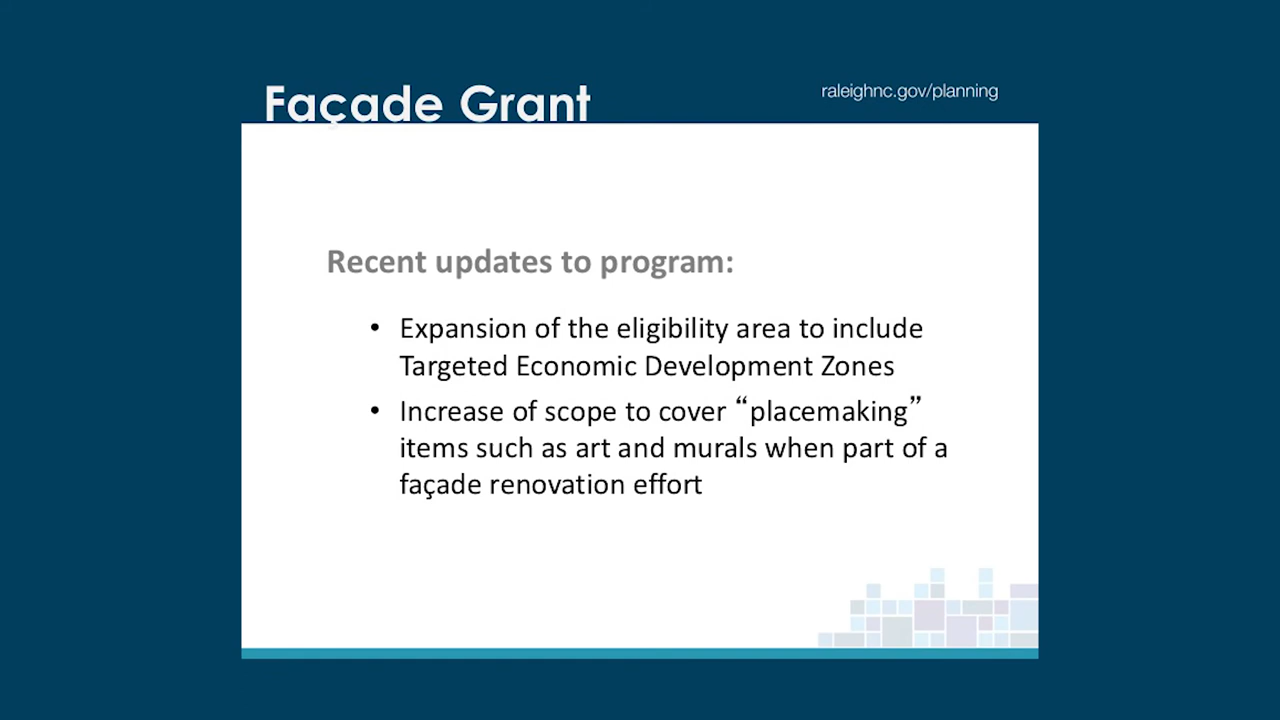 Façade Grant
raleighnc.gov/planning
Recent updates to program:
• Expansion of the eligibility area to include
Targeted Economic Development Zones
• Increase of scope to cover “placemaking”
items such as art and murals when part of a
façade renovation effort